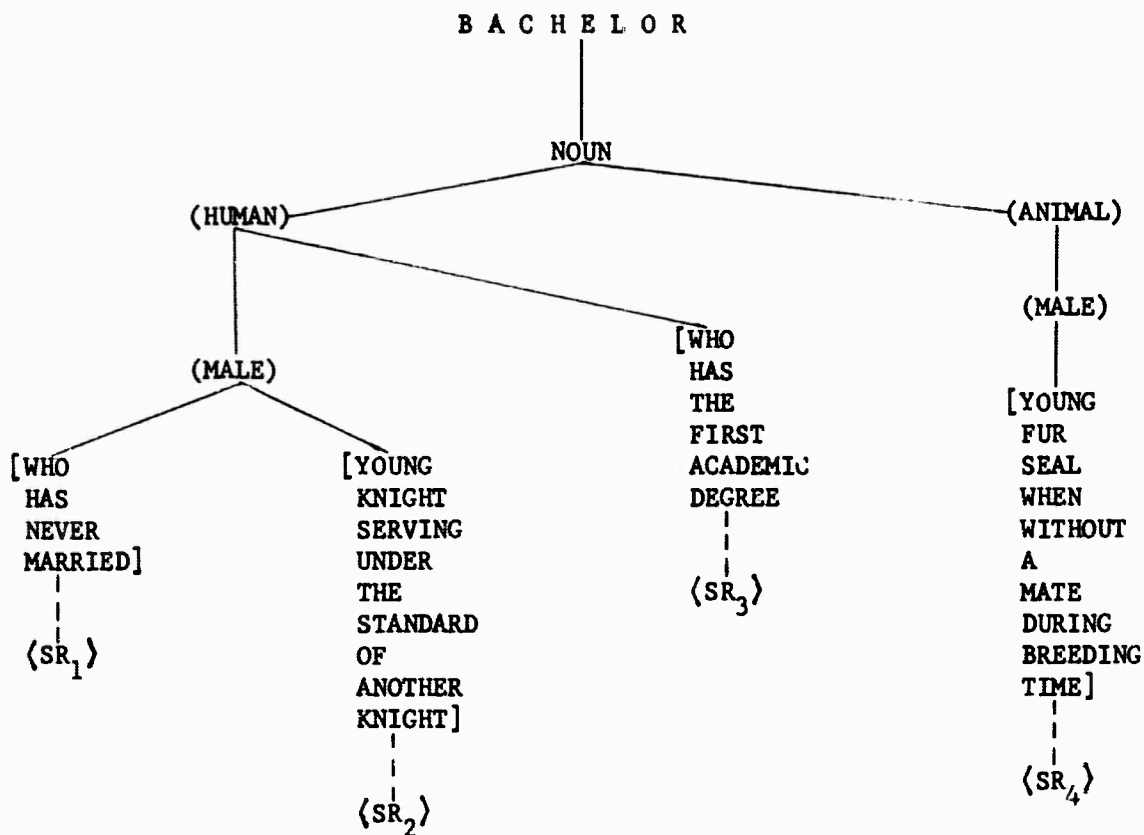 B A C H E L O R
NOUN
(HUMAN)
(ANIMAL)
(MALE)
(MALE)
[WHO
HAS
NEVER
MARRIED]
⟨SR₁⟩
[YOUNG
KNIGHT
SERVING
UNDER
THE
STANDARD
OF
ANOTHER
KNIGHT]
⟨SR₂⟩
[WHO
HAS
THE
FIRST
ACADEMIC
DEGREE
⟨SR₃⟩
[YOUNG
FUR
SEAL
WHEN
WITHOUT
A
MATE
DURING
BREEDING
TIME]
⟨SR₄⟩